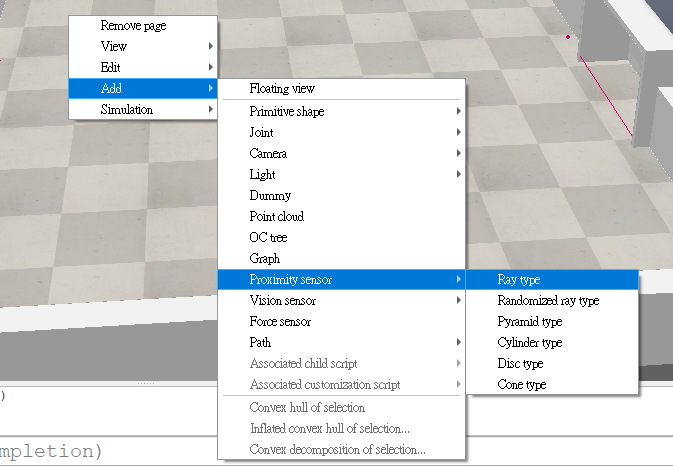 Remove page
View
Edit
Add
Simulation
Floating view
Primitive shape
Joint
Camera
Light
Dummy
Point cloud
OC tree
Graph
Proximity sensor
Vision sensor
Force sensor
Path
Associated child script
Associated customization script
Convex hull of selection
Inflated convex hull of selection...
Convex decomposition of selection...
Ray type
Randomized ray type
Pyramid type
Cylinder type
Disc type
Cone type
)
mpletion)